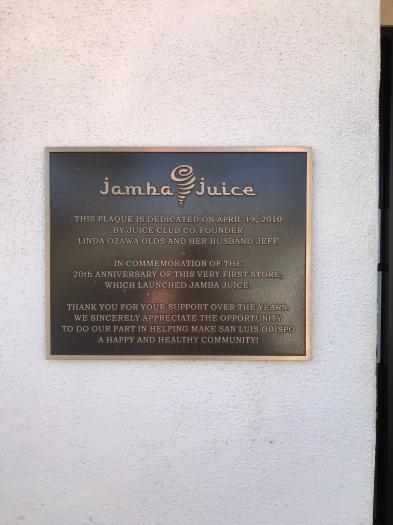 jamba juice
THIS PLAQUE IS DEDICATED ON APRIL 19, 2010
BY JUICE CLUB CO-FOUNDER
LINDA OZAWA OLDS AND HER HUSBAND JEFF
IN COMMEMORATION OF THE
20th ANNIVERSARY OF THIS VERY FIRST STORE,
WHICH LAUNCHED JAMBA JUICE.
THANK YOU FOR YOUR SUPPORT OVER THE YEARS.
WE SINCERELY APPRECIATE THE OPPORTUNITY
TO DO OUR PART IN HELPING MAKE SAN LUIS OBISPO
A HAPPY AND HEALTHY COMMUNITY!